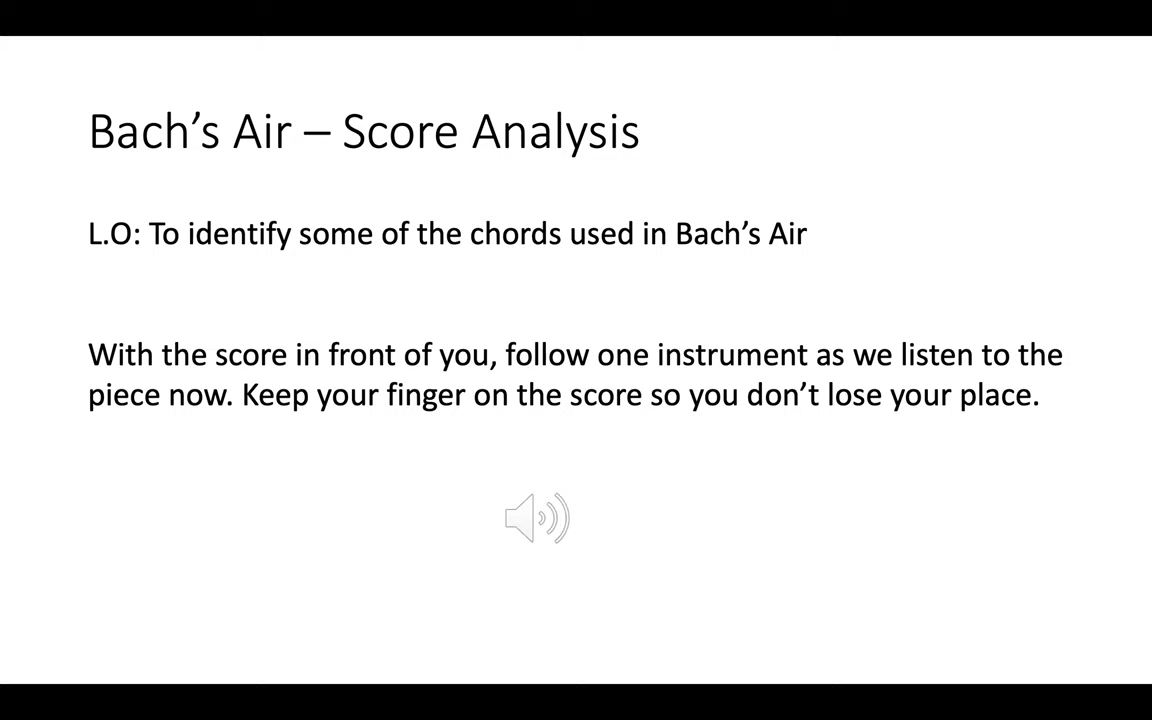 Bach’s Air – Score Analysis
L.O: To identify some of the chords used in Bach’s Air
With the score in front of you, follow one instrument as we listen to the
piece now. Keep your finger on the score so you don’t lose your place.